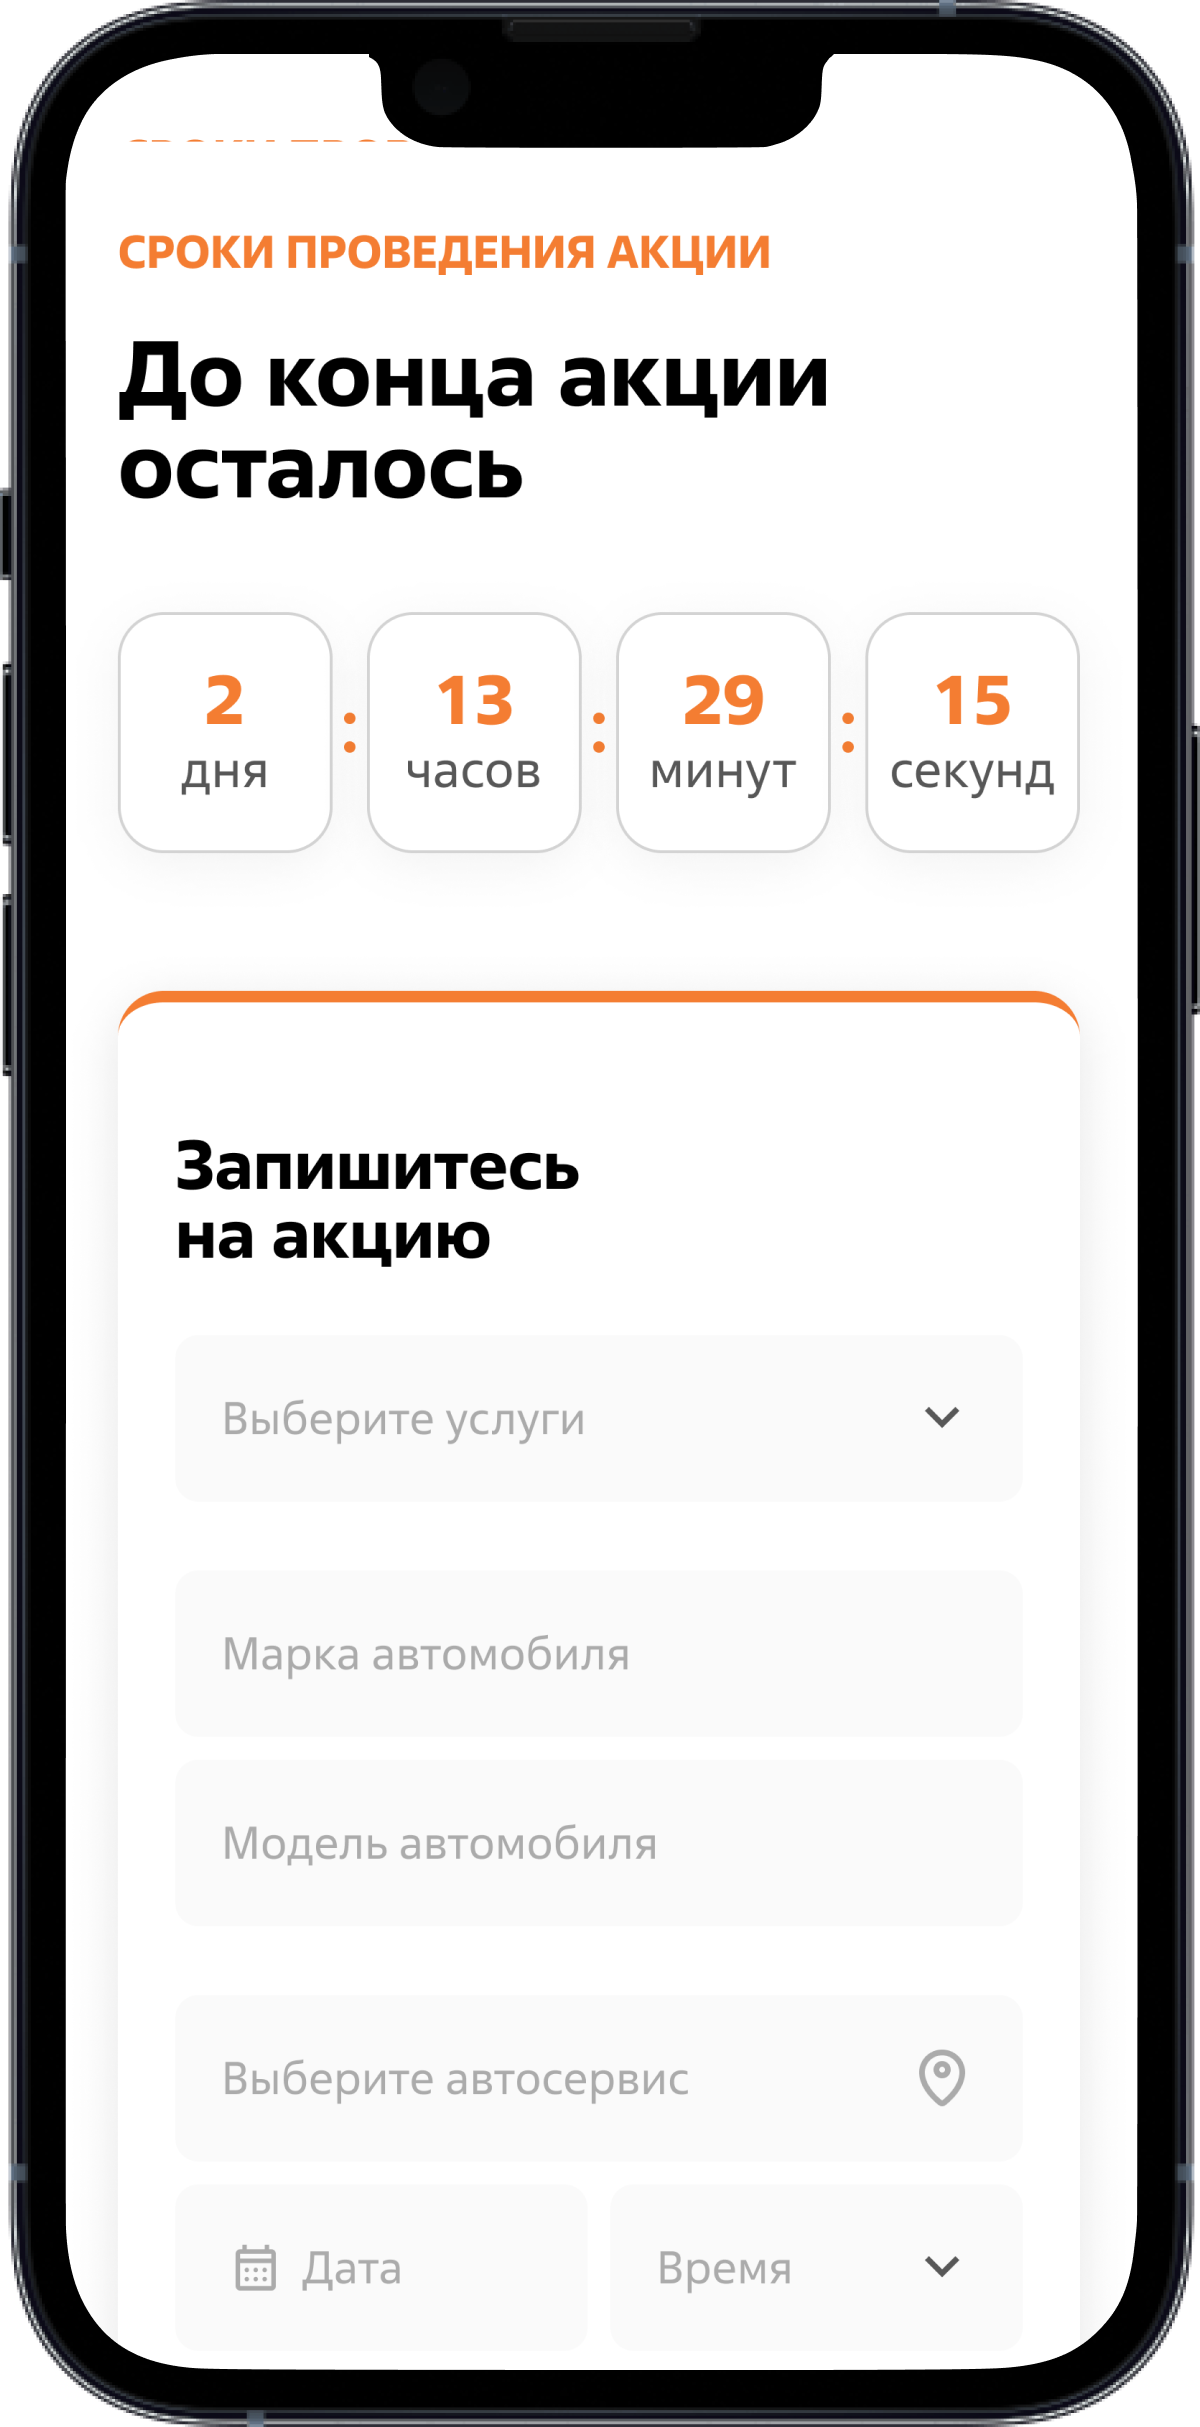 СРОКИ ПРОВЕДЕНИЯ АКЦИИ
До конца акции
осталось
2 : 13 : 29 : 15
дня часов минут секунд
Запишитесь
на акцию
Выберите услуги
Марка автомобиля
Модель автомобиля
Выберите автосервис
Дата Время